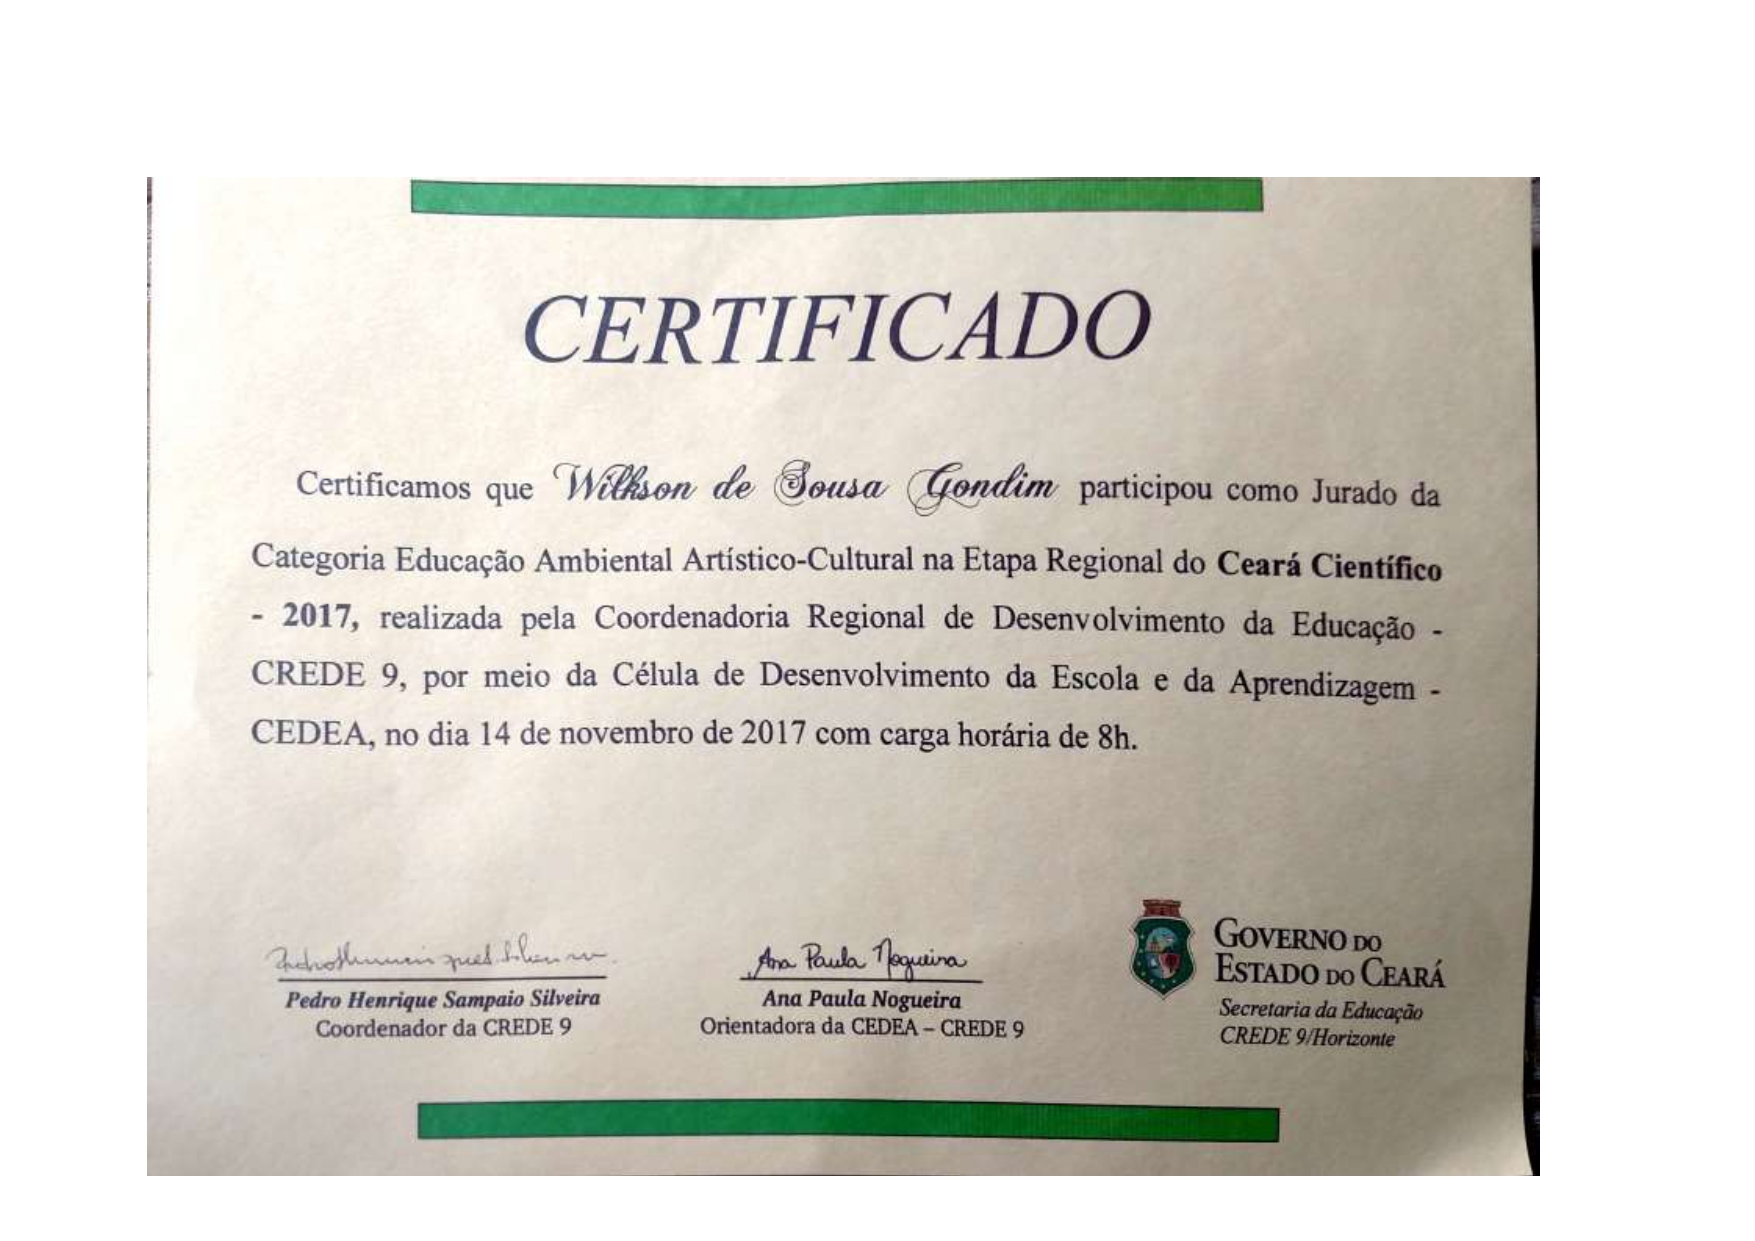 CERTIFICADO
Certificamos que Wilkson de Sousa Gondim participou como Jurado da
Categoria Educação Ambiental Artístico-Cultural na Etapa Regional do Ceará Científico
- 2017, realizada pela Coordenadoria Regional de Desenvolvimento da Educação -
CREDE 9, por meio da Célula de Desenvolvimento da Escola e da Aprendizagem -
CEDEA, no dia 14 de novembro de 2017 com carga horária de 8h.
Ana Paula Nogueira
Pedro Henrique Sampaio Silveira
Coordenador da CREDE 9
Ana Paula Nogueira
Orientadora da CEDEA – CREDE 9
GOVERNO DO
ESTADO DO CEARÁ
Secretaria da Educação
CREDE 9/Horizonte